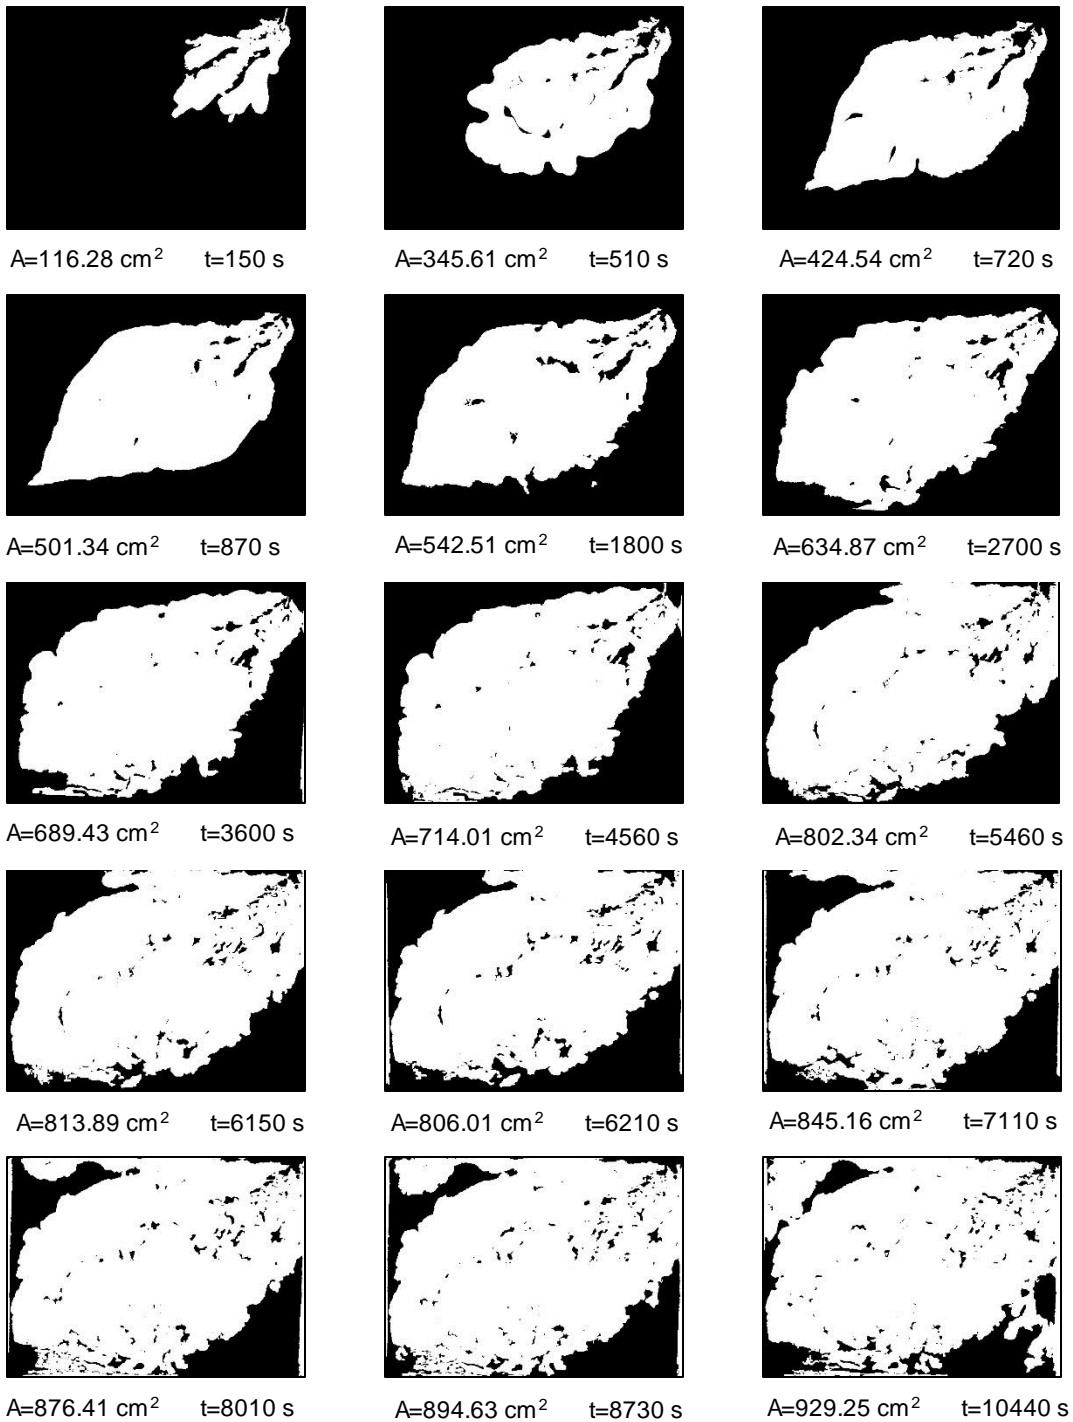 A=116.28 cm² t=150 s
A=345.61 cm² t=510 s
A=424.54 cm² t=720 s
A=501.34 cm² t=870 s
A=542.51 cm² t=1800 s
A=634.87 cm² t=2700 s
A=689.43 cm² t=3600 s
A=714.01 cm² t=4560 s
A=802.34 cm² t=5460 s
A=813.89 cm² t=6150 s
A=806.01 cm² t=6210 s
A=845.16 cm² t=7110 s
A=876.41 cm² t=8010 s
A=894.63 cm² t=8730 s
A=929.25 cm² t=10440 s